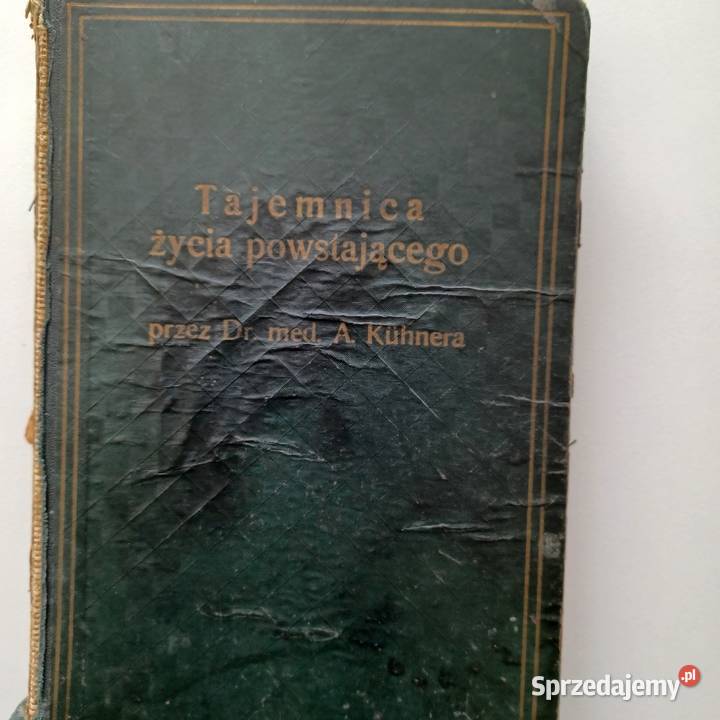 Tajemnica
życia powstającego
przez Dr. med. A. Kühnera
Sprzedajemy.pl